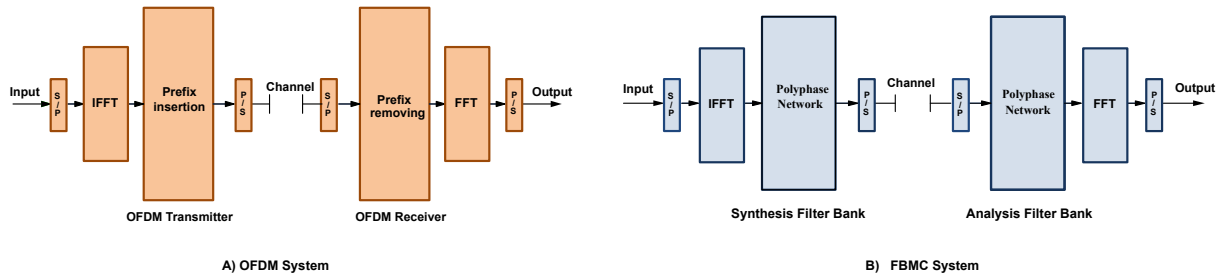 Input
S / P
IFFT
Prefix
insertion
P / S
Channel
S / P
Prefix
removing
FFT
P / S
Output
OFDM Transmitter
OFDM Receiver
A) OFDM System
Input
S / P
IFFT
Polyphase
Network
P / S
Channel
S / P
Polyphase
Network
FFT
P / S
Output
Synthesis Filter Bank
Analysis Filter Bank
B) FBMC System